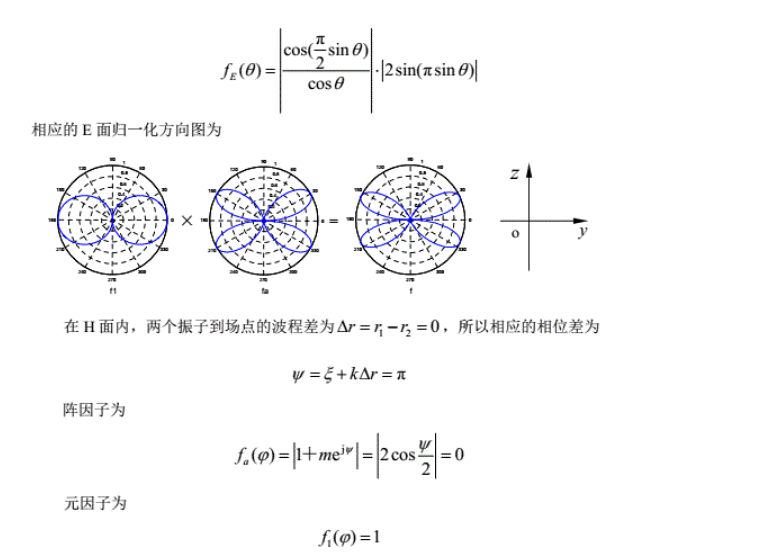 f_E(θ) = |cos(π/2 sin θ) / cos θ| · |2sin(π sin θ)|
相应的 E 面归一化方向图为
f1 × fa = f
z
o y
在 H 面内，两个振子到场点的波程差为 Δr = r₁ − r₂ = 0，所以相应的相位差为
ψ = ξ + kΔr = π
阵因子为
f_a(φ) = |1+me^{jψ}| = |2cos ψ/2| = 0
元因子为
f₁(φ) = 1